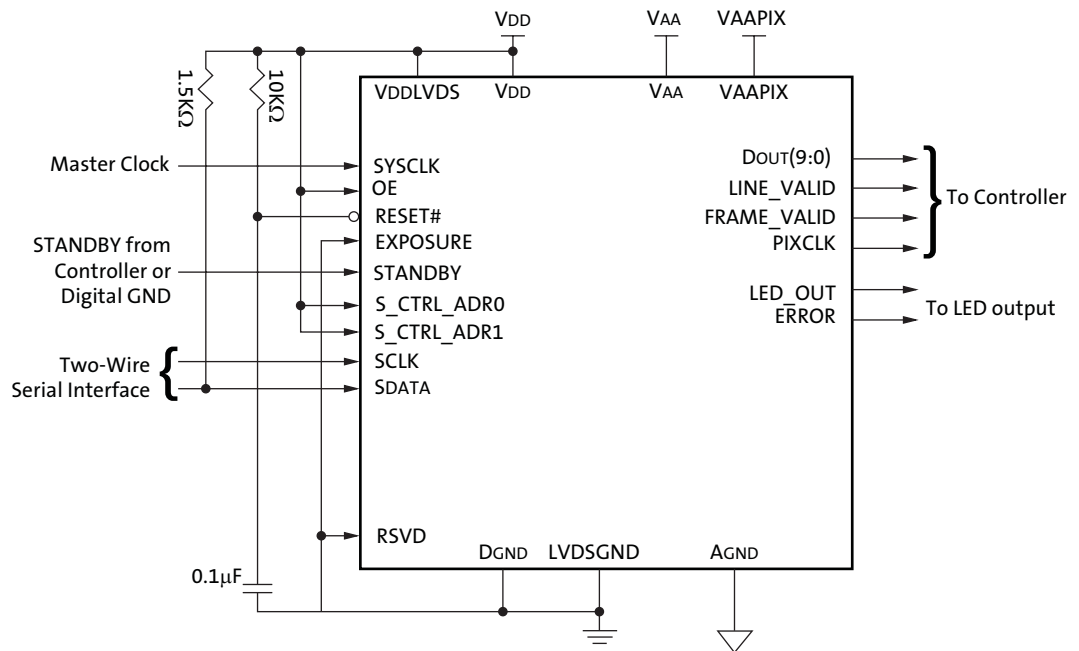 VDD
VAA
VAAPIX
1.5KΩ
10KΩ
VDDLVDS
VDD
VAA
VAAPIX
Master Clock
SYSCLK
OE
RESET#
EXPOSURE
STANDBY from
Controller or
Digital GND
STANDBY
S_CTRL_ADR0
S_CTRL_ADR1
Two-Wire
Serial Interface
SCLK
SDATA
RSVD
DOUT(9:0)
LINE_VALID
FRAME_VALID
PIXCLK
To Controller
LED_OUT
ERROR
To LED output
0.1µF
DGND
LVDSGND
AGND